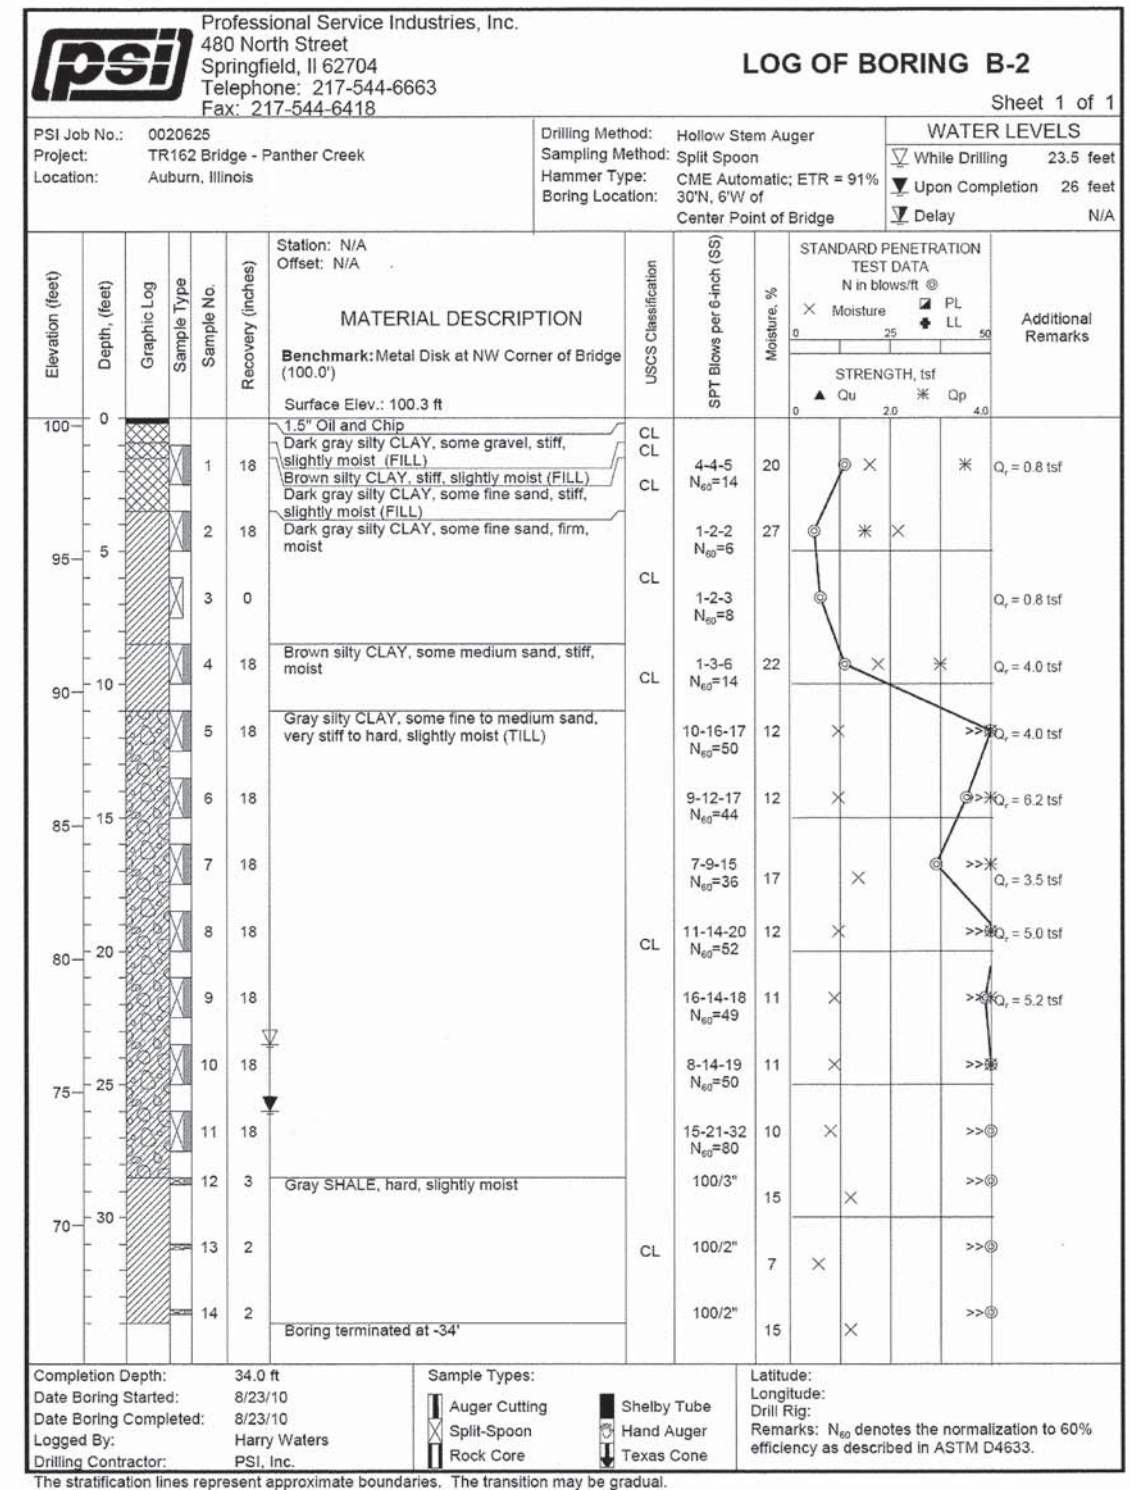 psi
Professional Service Industries, Inc.
480 North Street
Springfield, Il 62704
Telephone: 217-544-6663
Fax: 217-544-6418
LOG OF BORING B-2
Sheet 1 of 1
PSI Job No.: 0020625
Project: TR162 Bridge - Panther Creek
Location: Auburn, Illinois
Drilling Method: Hollow Stem Auger
Sampling Method: Split Spoon
Hammer Type: CME Automatic; ETR = 91%
Boring Location: 30'N, 6'W of
Center Point of Bridge
WATER LEVELS
While Drilling 23.5 feet
Upon Completion 26 feet
Delay N/A
Elevation (feet)
Depth, (feet)
Graphic Log
Sample Type
Sample No.
Recovery (inches)
Station: N/A
Offset: N/A
MATERIAL DESCRIPTION
Benchmark: Metal Disk at NW Corner of Bridge
(100.0')
Surface Elev.: 100.3 ft
USCS Classification
SPT Blows per 6-inch (SS)
Moisture, %
STANDARD PENETRATION
TEST DATA
N in blows/ft ◎
× Moisture
PL
LL
0 25 50
STRENGTH, tsf
▲ Qu ✳ Qp
0 2.0 4.0
Additional
Remarks
100 0
1.5" Oil and Chip
CL
Dark gray silty CLAY, some gravel, stiff,
slightly moist (FILL)
CL
1 18 4-4-5 20 Qr = 0.8 tsf
N60=14
Brown silty CLAY, stiff, slightly moist (FILL)
CL
Dark gray silty CLAY, some fine sand, stiff,
slightly moist (FILL)
2 18 Dark gray silty CLAY, some fine sand, firm, 1-2-2 27
moist N60=6
95 5
CL
3 0 1-2-3 Qr = 0.8 tsf
N60=8
Brown silty CLAY, some medium sand, stiff,
moist
4 18 1-3-6 22 Qr = 4.0 tsf
CL N60=14
90 10
Gray silty CLAY, some fine to medium sand,
very stiff to hard, slightly moist (TILL)
5 18 10-16-17 12 >> Qr = 4.0 tsf
N60=50
6 18 9-12-17 12 >> Qr = 6.2 tsf
N60=44
85 15
7 18 7-9-15 >>
N60=36 17 Qr = 3.5 tsf
8 18 11-14-20 12 >> Qr = 5.0 tsf
CL N60=52
80 20
9 18 16-14-18 11 >> Qr = 5.2 tsf
N60=49
10 18 8-14-19 11 >>
N60=50
75 25
11 18 15-21-32 10 >>
N60=80
12 3 Gray SHALE, hard, slightly moist 100/3" >>
15
70 30
13 2 CL 100/2" >>
7
14 2 100/2" >>
Boring terminated at -34' 15
Completion Depth: 34.0 ft
Date Boring Started: 8/23/10
Date Boring Completed: 8/23/10
Logged By: Harry Waters
Drilling Contractor: PSI, Inc.
Sample Types:
Auger Cutting
Split-Spoon
Rock Core
Shelby Tube
Hand Auger
Texas Cone
Latitude:
Longitude:
Drill Rig:
Remarks: N60 denotes the normalization to 60%
efficiency as described in ASTM D4633.
The stratification lines represent approximate boundaries. The transition may be gradual.